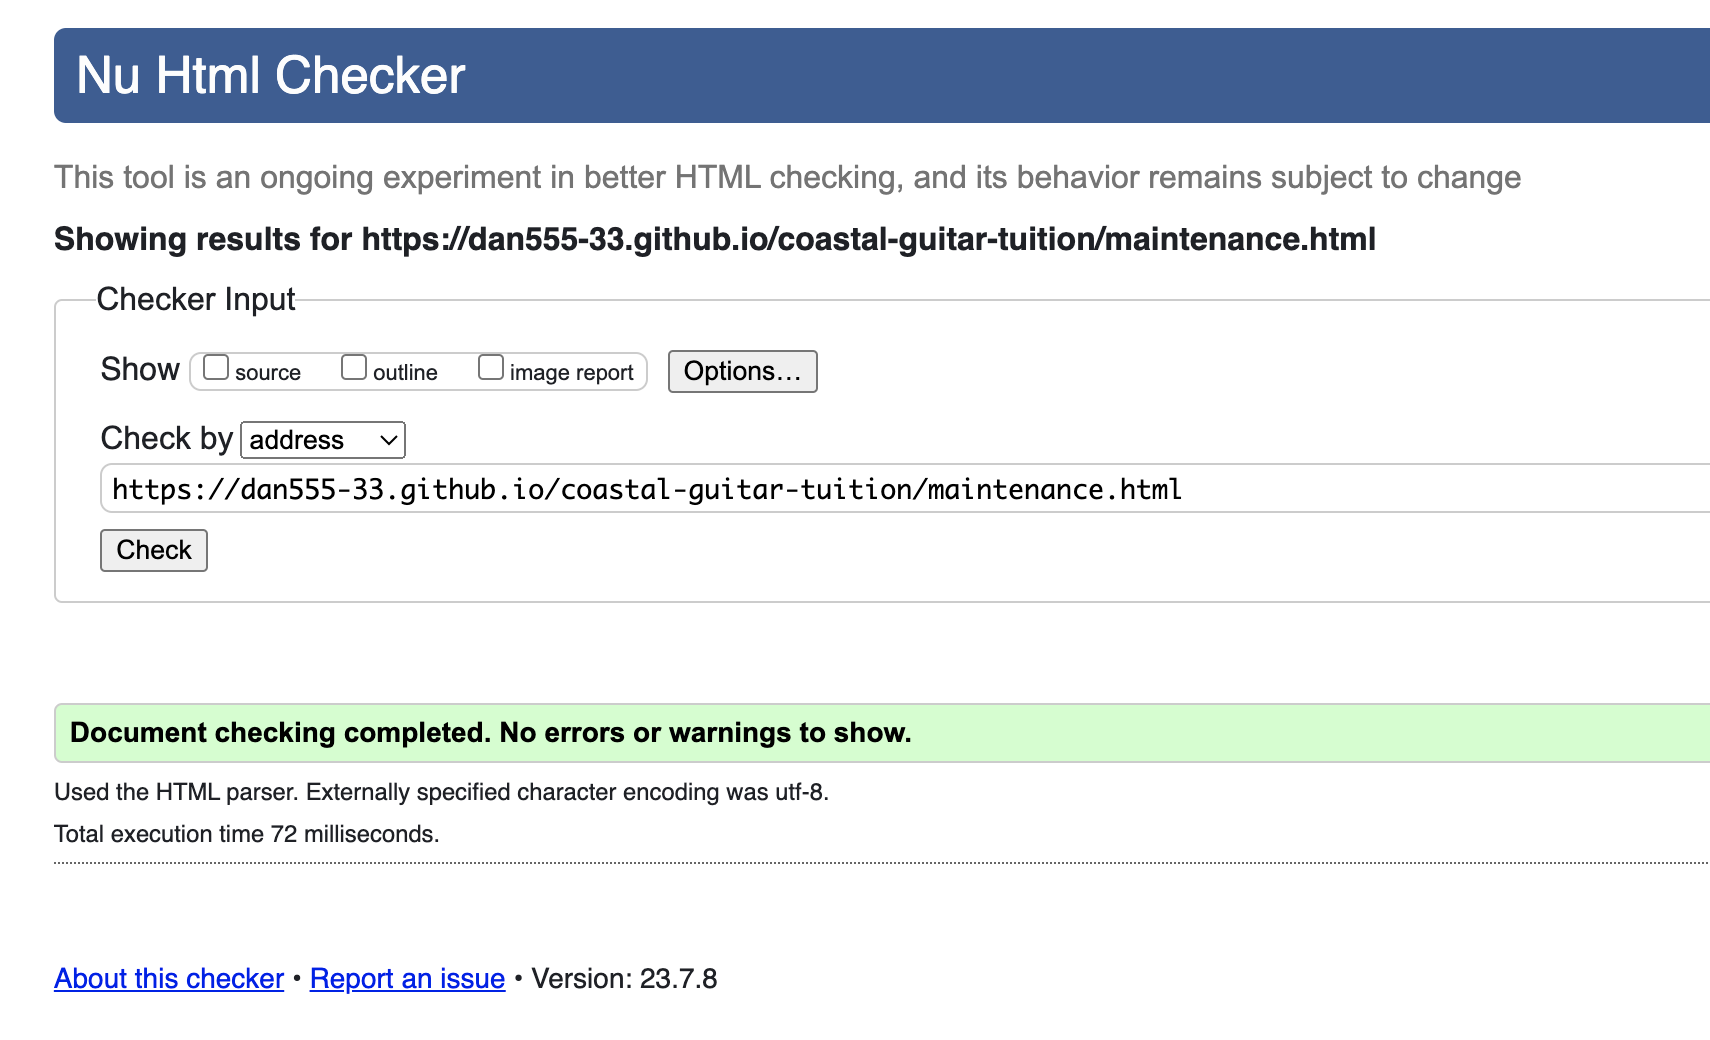 Nu Html Checker
This tool is an ongoing experiment in better HTML checking, and its behavior remains subject to change
Showing results for https://dan555-33.github.io/coastal-guitar-tuition/maintenance.html
Checker Input
Show source outline image report Options…
Check by address
https://dan555-33.github.io/coastal-guitar-tuition/maintenance.html
Check
Document checking completed. No errors or warnings to show.
Used the HTML parser. Externally specified character encoding was utf-8.
Total execution time 72 milliseconds.
About this checker • Report an issue • Version: 23.7.8